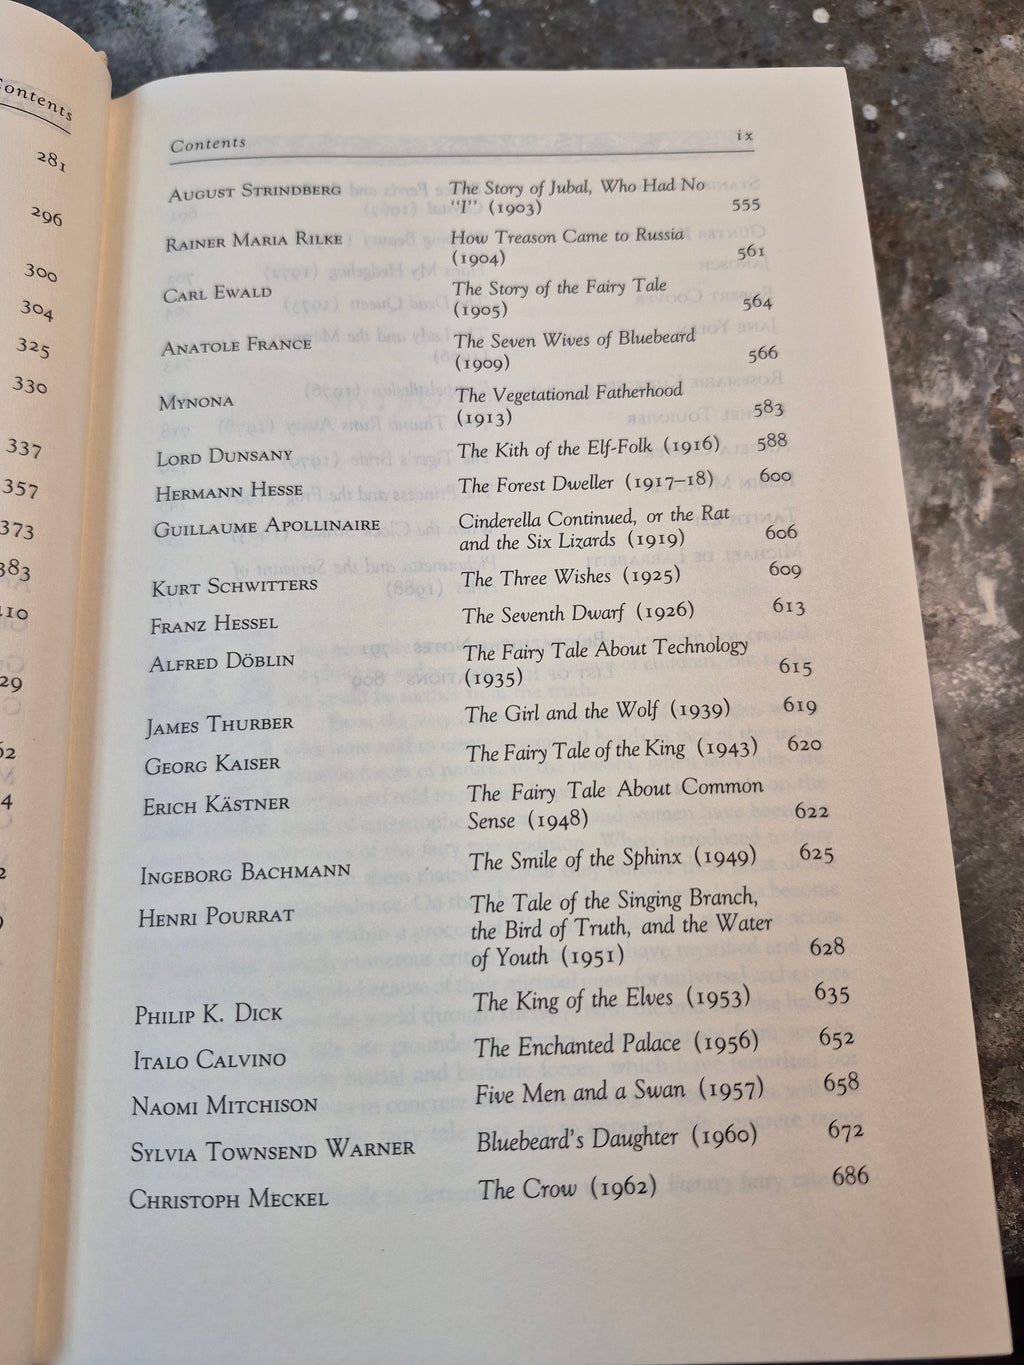 Contents
281
296
300
304
325
330
337
357
373
383
Contents ix
AUGUST STRINDBERG The Story of Jubal, Who Had No
"I" (1903) 555
RAINER MARIA RILKE How Treason Came to Russia
(1904) 561
CARL EWALD The Story of the Fairy Tale
(1905) 564
ANATOLE FRANCE The Seven Wives of Bluebeard
(1909) 566
MYNONA The Vegetational Fatherhood
(1913) 583
LORD DUNSANY The Kith of the Elf-Folk (1916) 588
HERMANN HESSE The Forest Dweller (1917–18) 600
GUILLAUME APOLLINAIRE Cinderella Continued, or the Rat
and the Six Lizards (1919) 606
KURT SCHWITTERS The Three Wishes (1925) 609
FRANZ HESSEL The Seventh Dwarf (1926) 613
ALFRED DÖBLIN The Fairy Tale About Technology
(1935) 615
JAMES THURBER The Girl and the Wolf (1939) 619
GEORG KAISER The Fairy Tale of the King (1943) 620
ERICH KÄSTNER The Fairy Tale About Common
Sense (1948) 622
INGEBORG BACHMANN The Smile of the Sphinx (1949) 625
HENRI POURRAT The Tale of the Singing Branch,
the Bird of Truth, and the Water
of Youth (1951) 628
PHILIP K. DICK The King of the Elves (1953) 635
ITALO CALVINO The Enchanted Palace (1956) 652
NAOMI MITCHISON Five Men and a Swan (1957) 658
SYLVIA TOWNSEND WARNER Bluebeard's Daughter (1960) 672
CHRISTOPH MECKEL The Crow (1962) 686